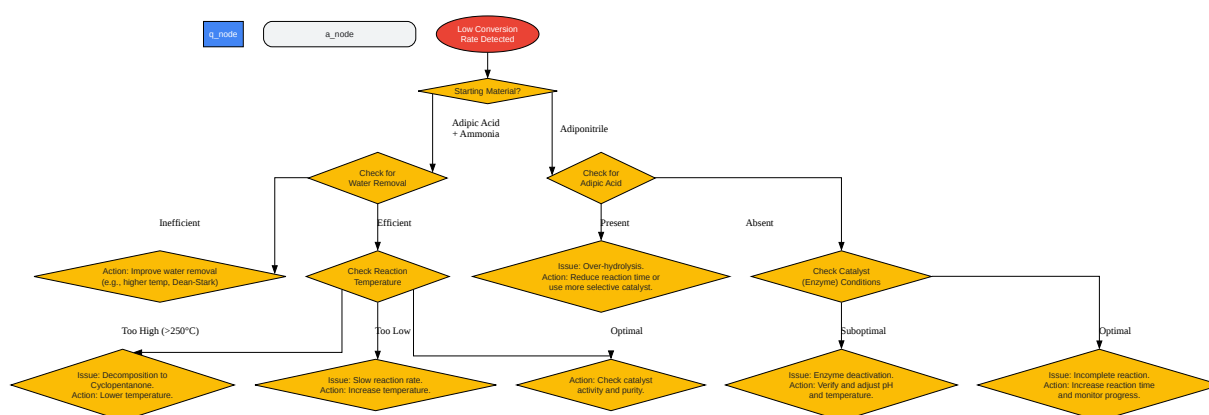 q_node
a_node
Low Conversion
Rate Detected
Starting Material?
Adipic Acid
+ Ammonia
Adiponitrile
Check for
Water Removal
Check for
Adipic Acid
Inefficient
Efficient
Present
Absent
Action: Improve water removal
(e.g., higher temp, Dean-Stark)
Check Reaction
Temperature
Issue: Over-hydrolysis.
Action: Reduce reaction time or
use more selective catalyst.
Check Catalyst
(Enzyme) Conditions
Too High (>250°C)
Too Low
Optimal
Suboptimal
Optimal
Issue: Decomposition to
Cyclopentanone.
Action: Lower temperature.
Issue: Slow reaction rate.
Action: Increase temperature.
Action: Check catalyst
activity and purity.
Issue: Enzyme deactivation.
Action: Verify and adjust pH
and temperature.
Issue: Incomplete reaction.
Action: Increase reaction time
and monitor progress.